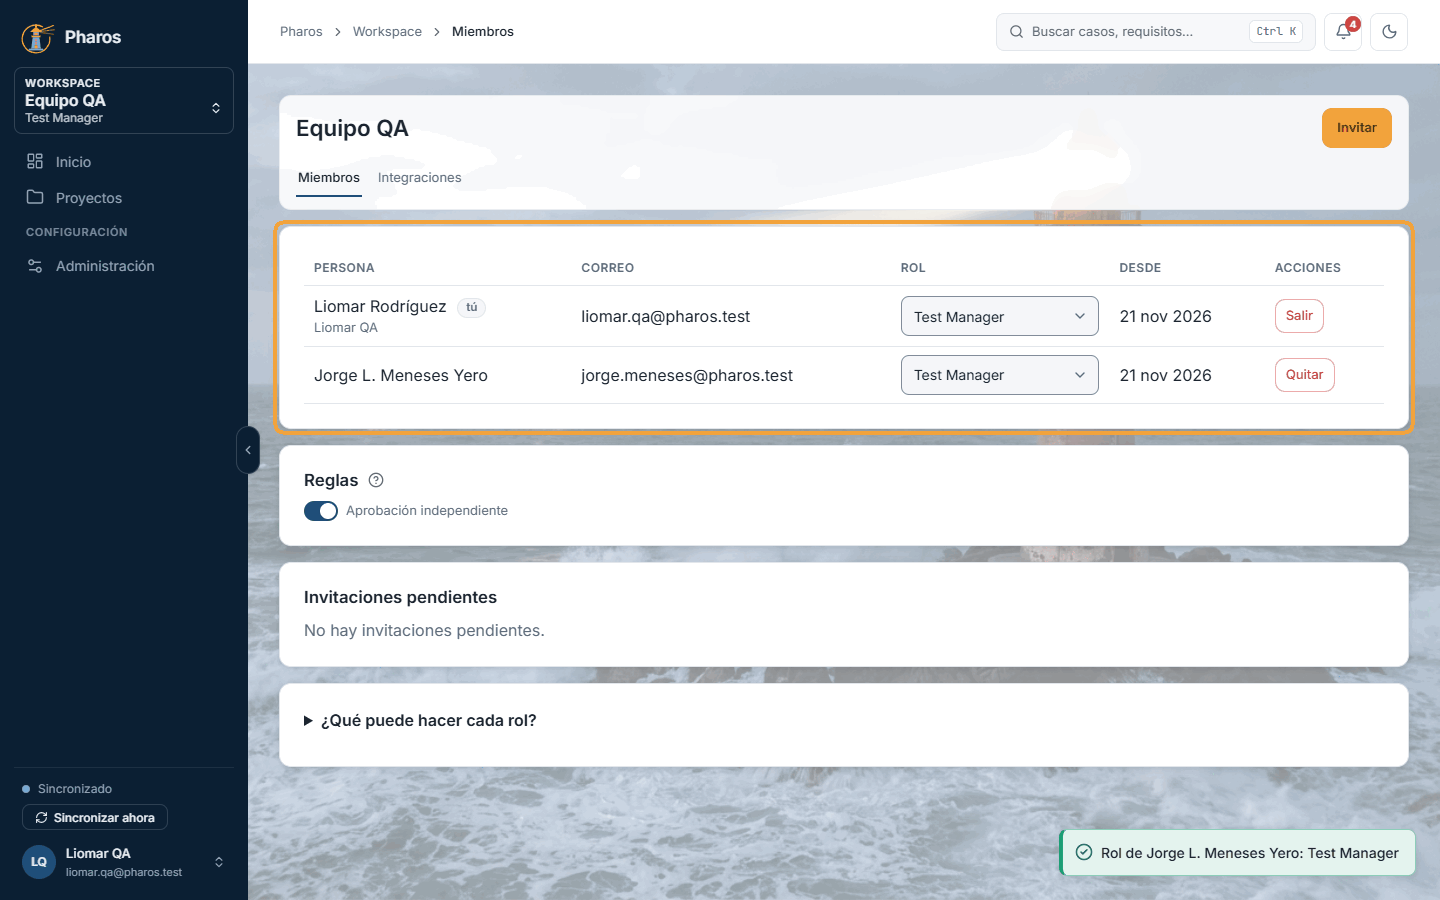 Pharos
WORKSPACE
Equipo QA
Test Manager
Inicio
Proyectos
CONFIGURACIÓN
Administración
Sincronizado
Sincronizar ahora
LQ
Liomar QA
liomar.qa@pharos.test
Pharos > Workspace > Miembros
Buscar casos, requisitos...
Ctrl K
4
Equipo QA
Invitar
Miembros
Integraciones
PERSONA CORREO ROL DESDE ACCIONES
Liomar Rodríguez tú liomar.qa@pharos.test Test Manager 21 nov 2026 Salir
Liomar QA
Jorge L. Meneses Yero jorge.meneses@pharos.test Test Manager 21 nov 2026 Quitar
Reglas ?
Aprobación independiente
Invitaciones pendientes
No hay invitaciones pendientes.
¿Qué puede hacer cada rol?
Rol de Jorge L. Meneses Yero: Test Manager